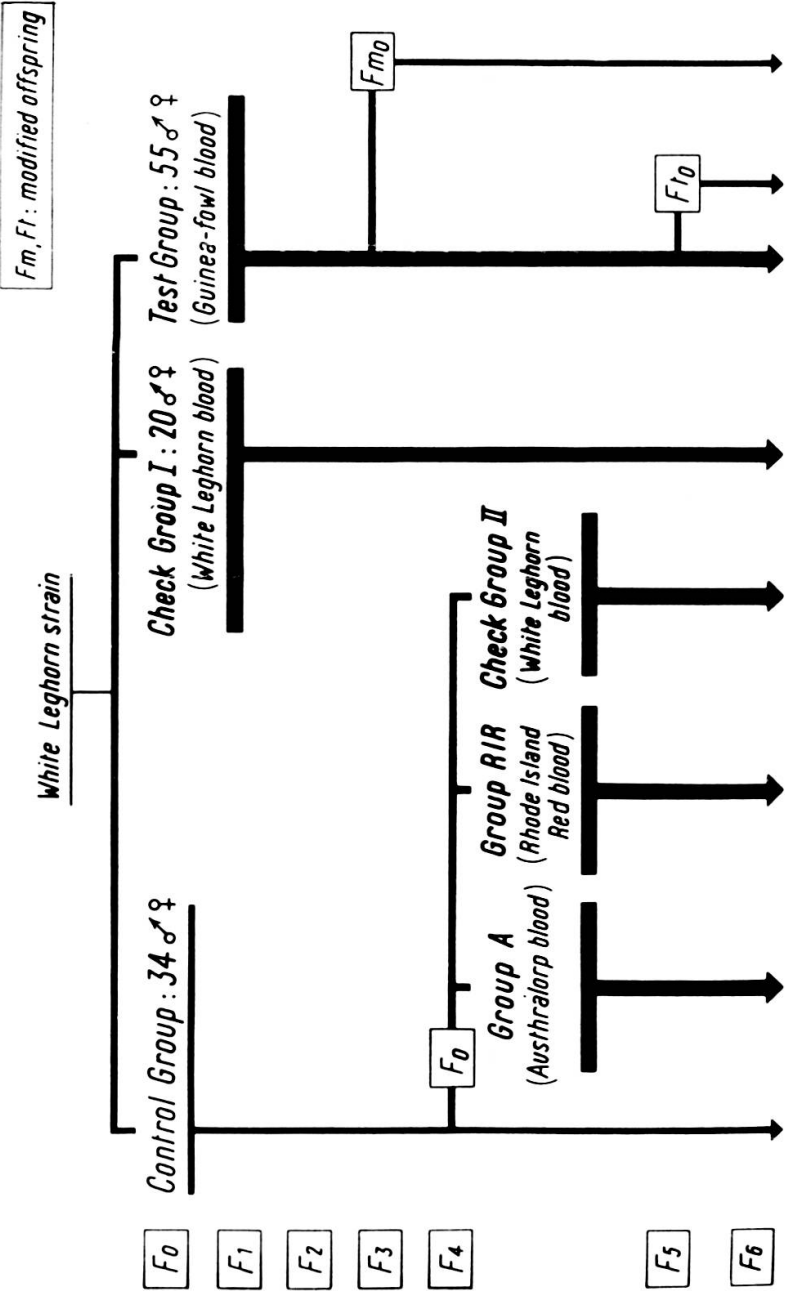 Fm, Ft: modified offspring
White Leghorn strain
Control Group : 34 ♂ ♀
Check Group I : 20 ♂ ♀
(White Leghorn blood)
Test Group : 55 ♂ ♀
(Guinea-fowl blood)
F0
F1
F2
F3
Fm0
F4
F0
Group A
(Austhralorp blood)
Group RIR
(Rhode Island
Red blood)
Check Group II
(White Leghorn
blood)
F5
Ft0
F6